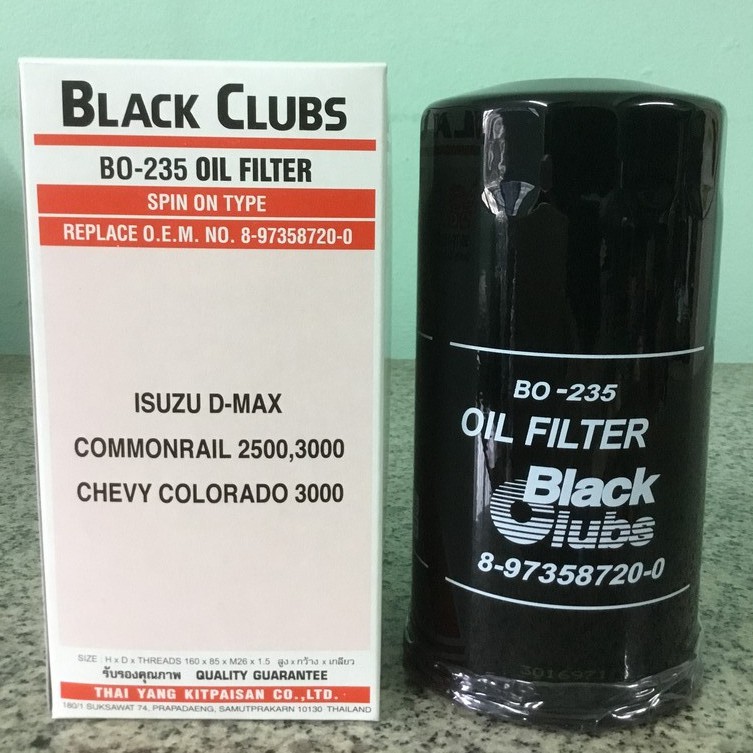 BLACK CLUBS
BO-235 OIL FILTER
SPIN ON TYPE
REPLACE O.E.M. NO. 8-97358720-0
ISUZU D-MAX
COMMONRAIL 2500,3000
CHEVY COLORADO 3000
SIZE : H x D x THREADS 160 x 85 x M26 x 1.5 สูง x กว้าง x เกลียว
รับรองคุณภาพ QUALITY GUARANTEE
THAI YANG KITPAISAN CO.,LTD.
160/1 SUKSAWAT 74, PRAPADAENG, SAMUTPRAKARN 10130 THAILAND
BO-235
OIL FILTER
Black
Clubs
8-97358720-0